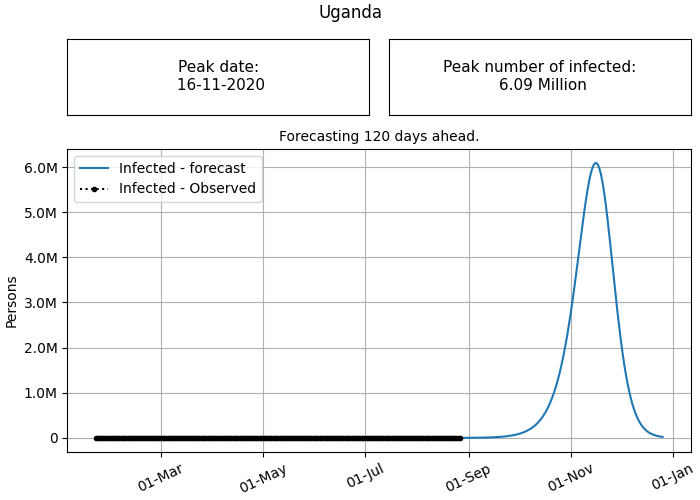 Uganda
Peak date:
16-11-2020
Peak number of infected:
6.09 Million
Forecasting 120 days ahead.
Infected - forecast
Infected - Observed
Persons
6.0M
5.0M
4.0M
3.0M
2.0M
1.0M
0
01-Mar
01-May
01-Jul
01-Sep
01-Nov
01-Jan